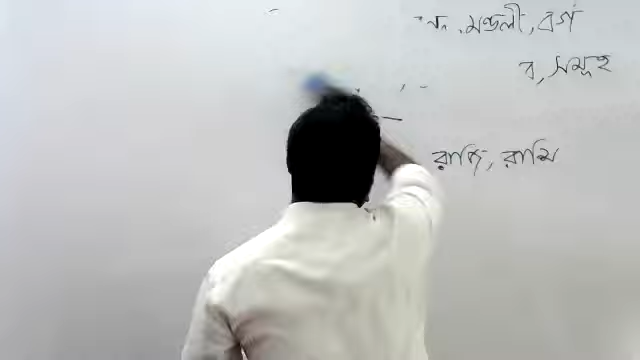 মণ্ডলী, বর্গ
, সমূহ
রাজি, রাশি